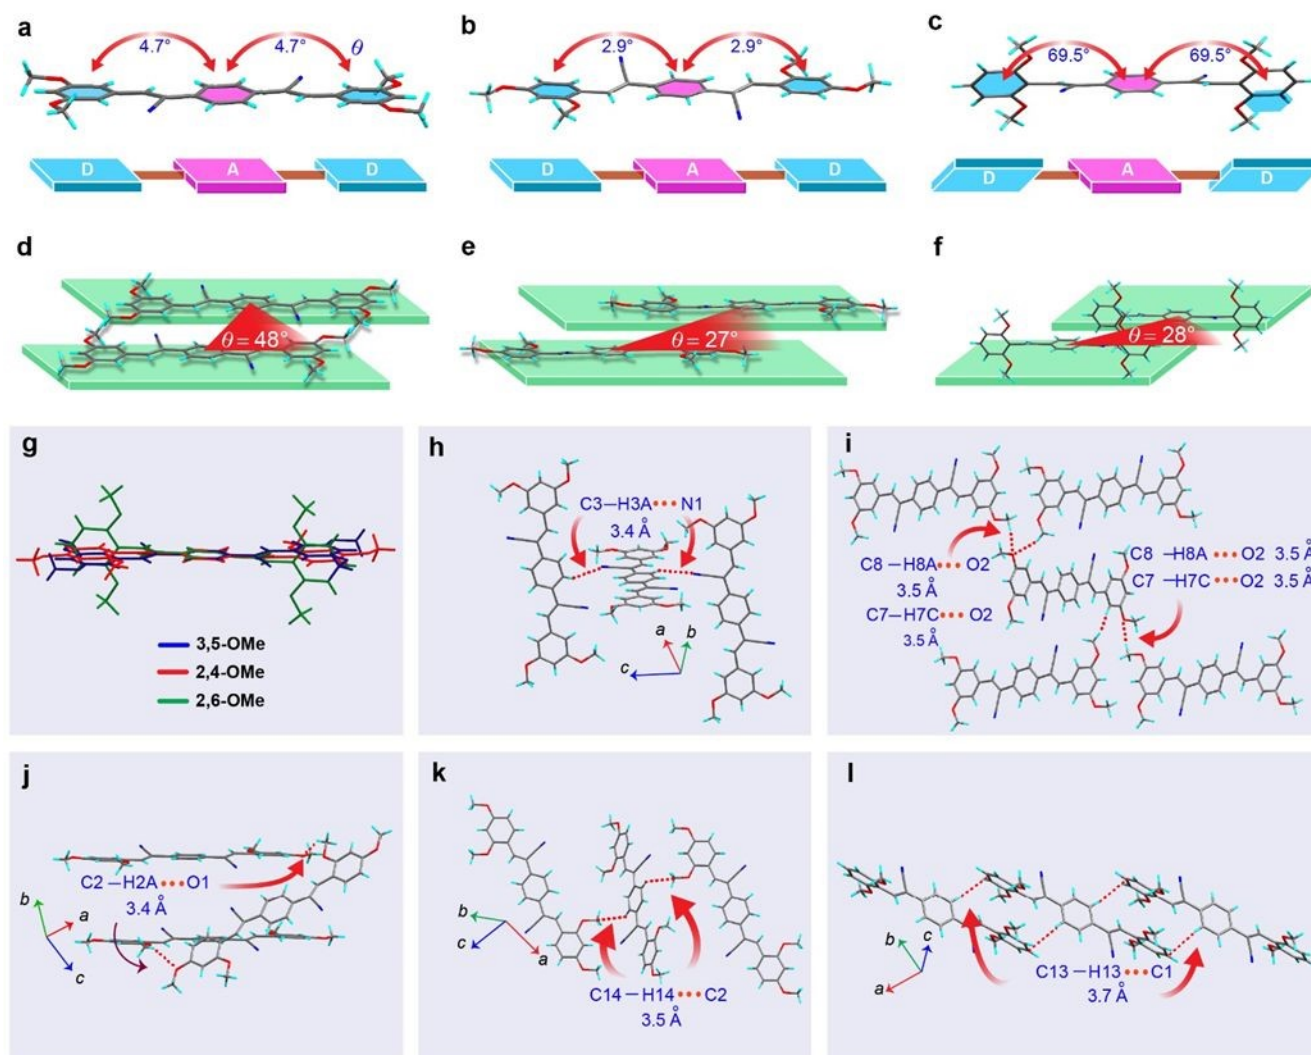 a
4.7°
4.7°
θ
D
A
D
b
2.9°
2.9°
D
A
D
c
69.5°
69.5°
D
A
D
d
θ = 48°
e
θ = 27°
f
θ = 28°
g
3,5-OMe
2,4-OMe
2,6-OMe
h
C3–H3A•••N1
3.4 Å
a
b
c
i
C8 –H8A•••O2
3.5 Å
C7–H7C•••O2
3.5 Å
C8 –H8A •••O2 3.5 Å
C7 –H7C•••O2 3.5 Å
j
C2 –H2A•••O1
3.4 Å
b
a
c
k
b
c
a
C14–H14•••C2
3.5 Å
l
b
c
a
C13–H13•••C1
3.7 Å